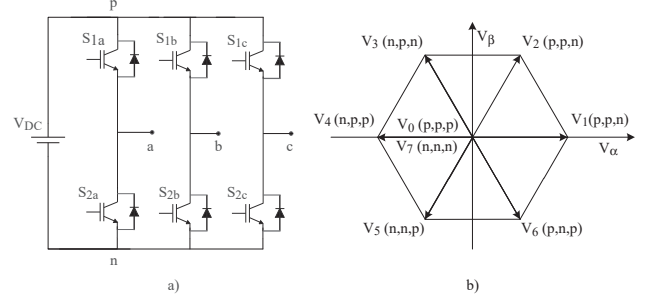 p
S1a
S1b
S1c
VDC
a
b
c
S2a
S2b
S2c
n
a)
V3 (n,p,n)
Vβ
V2 (p,p,n)
V4 (n,p,p)
V0 (p,p,p)
V1(p,p,n)
V7 (n,n,n)
Vα
V5 (n,n,p)
V6 (p,n,p)
b)